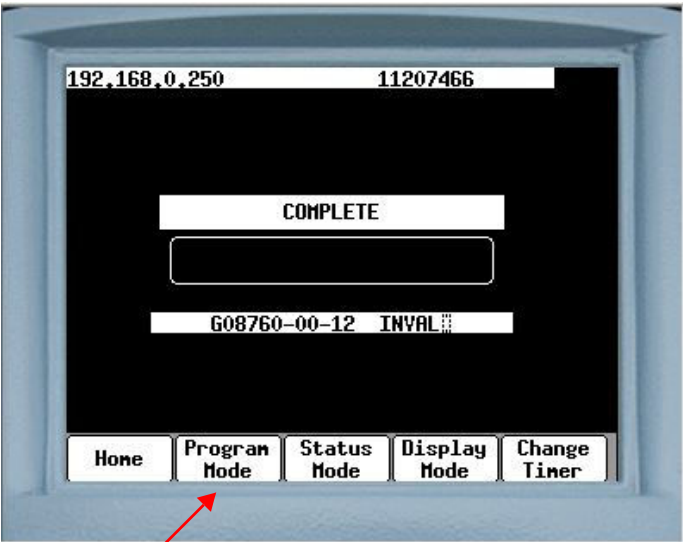 192.168.0.250 11207466
COMPLETE
G08760-00-12 INVAL
Home
Program
Mode
Status
Mode
Display
Mode
Change
Timer